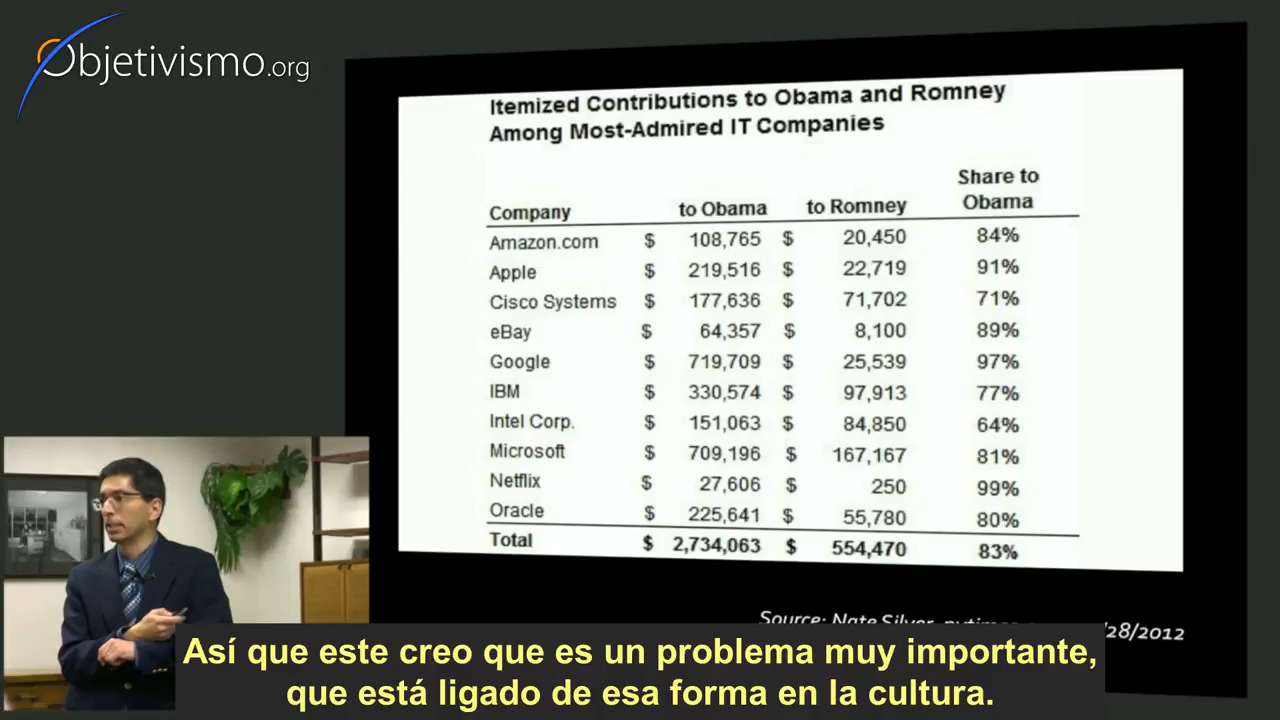 Objetivismo.org
Itemized Contributions to Obama and Romney
Among Most-Admired IT Companies
Share to
Company to Obama to Romney Obama
Amazon.com $ 108,765 $ 20,450 84%
Apple $ 219,516 $ 22,719 91%
Cisco Systems $ 177,636 $ 71,702 71%
eBay $ 64,357 $ 8,100 89%
Google $ 719,709 $ 25,539 97%
IBM $ 330,574 $ 97,913 77%
Intel Corp. $ 151,063 $ 84,850 64%
Microsoft $ 709,196 $ 167,167 81%
Netflix $ 27,606 $ 250 99%
Oracle $ 225,641 $ 55,780 80%
Total $ 2,734,063 $ 554,470 83%
Source: Nate Silver, /28/2012
Así que este creo que es un problema muy importante,
que está ligado de esa forma en la cultura.